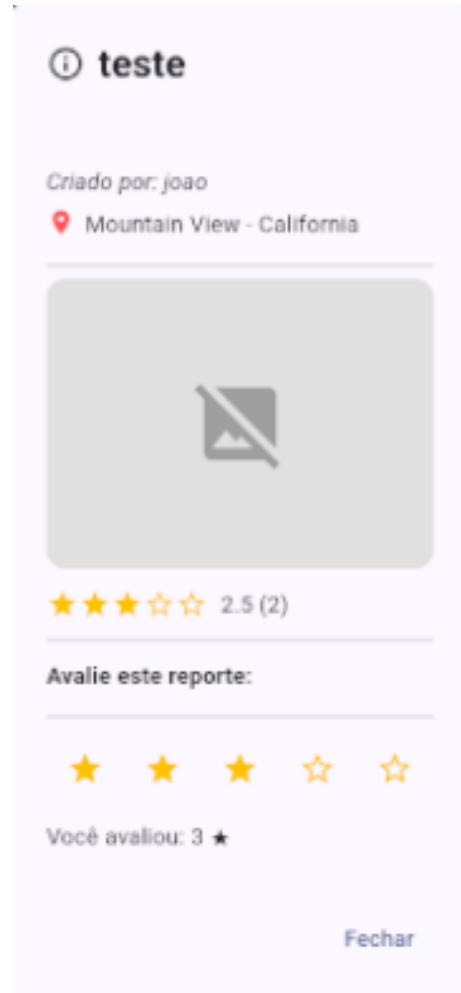 teste
Criado por: joao
Mountain View - California
2.5 (2)
Avalie este reporte:
Você avaliou: 3 ★
Fechar